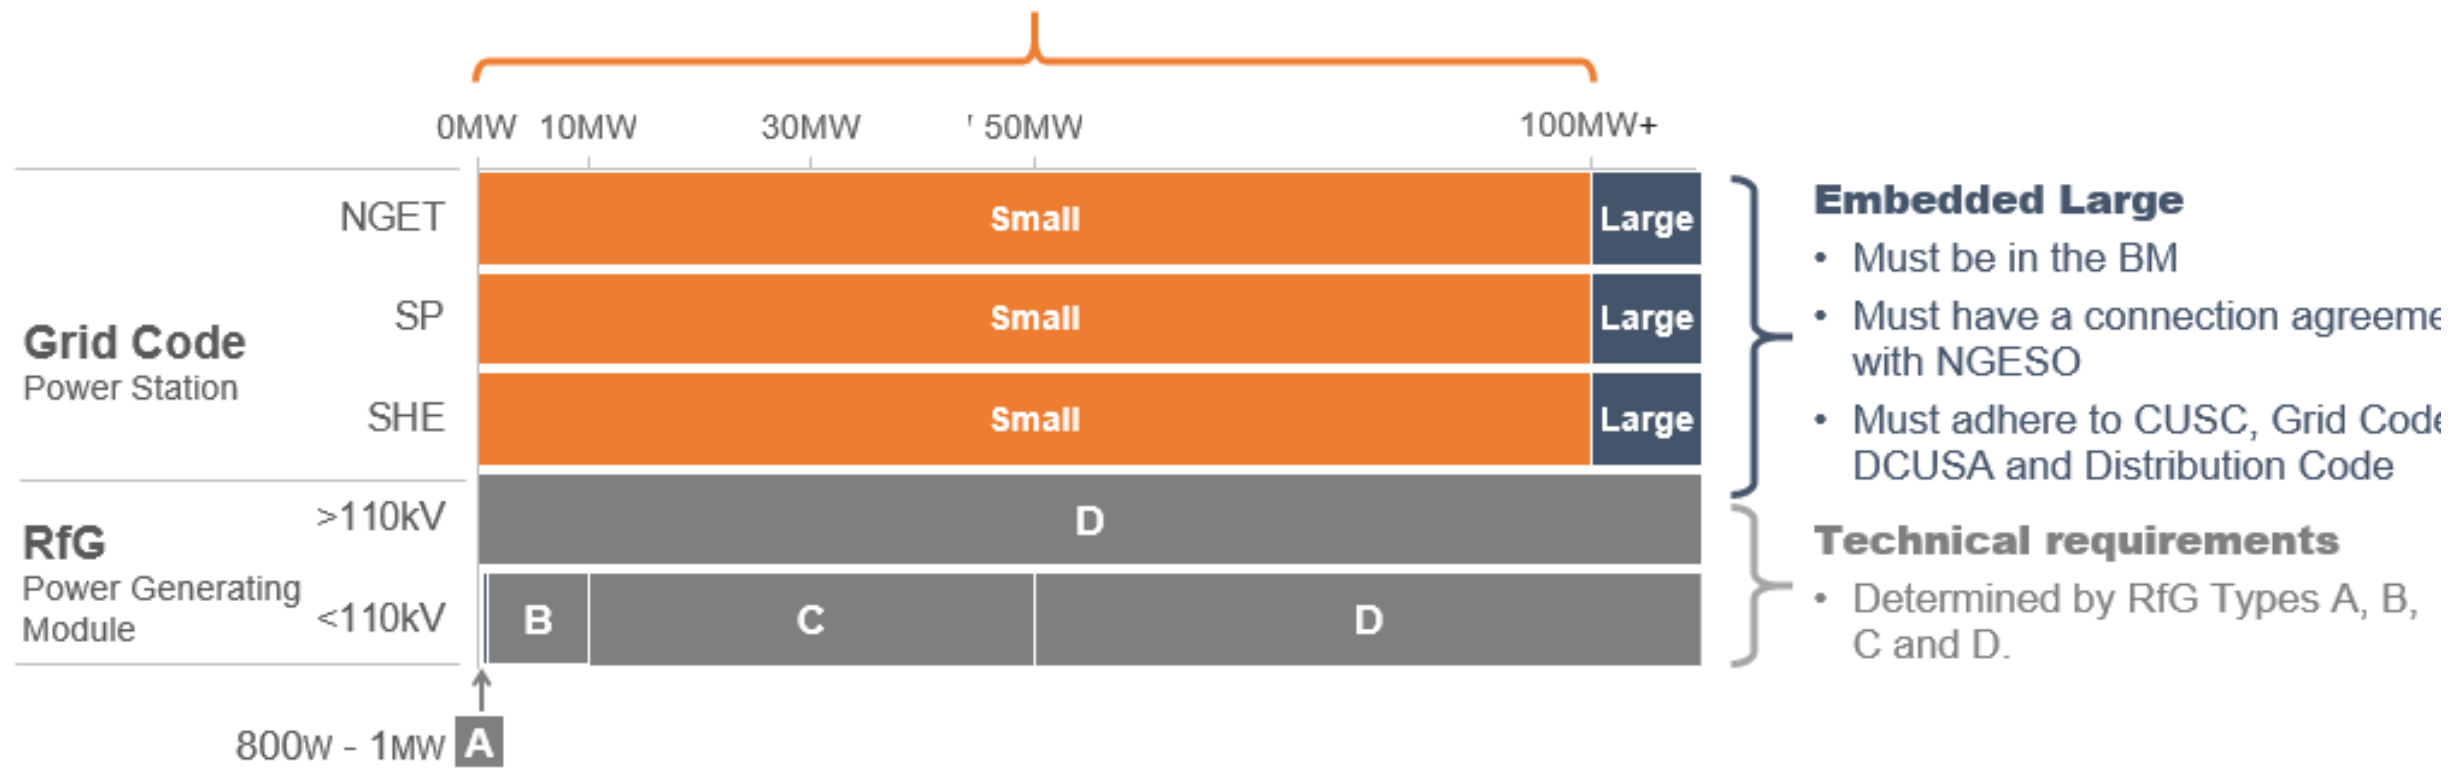 0MW 10MW 30MW 50MW 100MW+
NGET Small Large
SP Small Large
Grid Code
Power Station
SHE Small Large
>110kV D
RfG
Power Generating
Module
<110kV B C D
800W - 1MW A
Embedded Large
• Must be in the BM
• Must have a connection agreeme
with NGESO
• Must adhere to CUSC, Grid Code
DCUSA and Distribution Code
Technical requirements
• Determined by RfG Types A, B,
C and D.